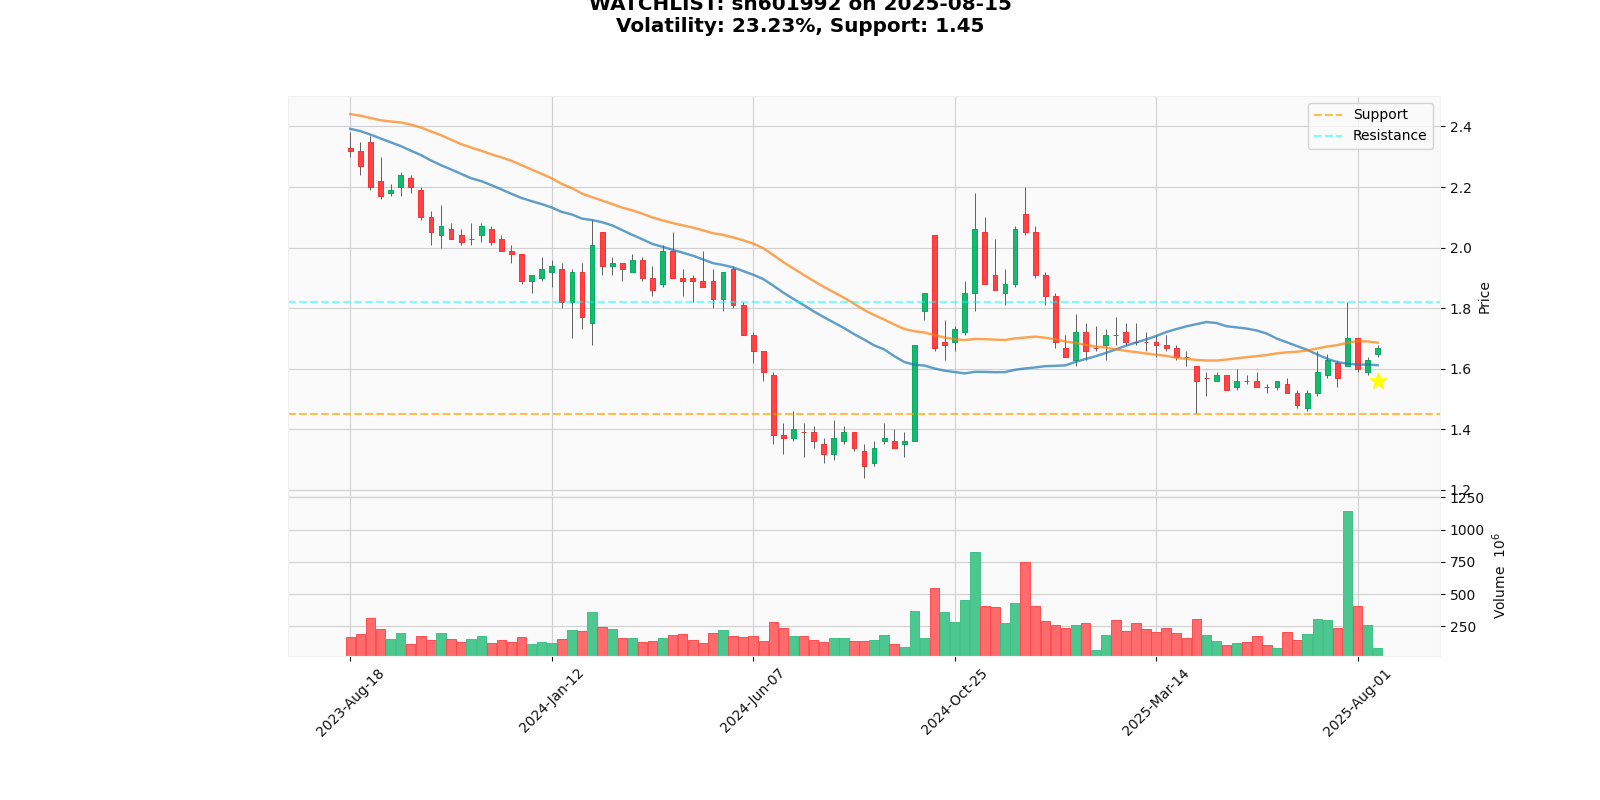 WATCHLIST: sh601992 on 2025-08-15
Volatility: 23.23%, Support: 1.45
Support
Resistance
2.4
2.2
2.0
1.8
1.6
1.4
1.2
Price
1250
1000
750
500
250
Volume 10^6
2023-Aug-18
2024-Jan-12
2024-Jun-07
2024-Oct-25
2025-Mar-14
2025-Aug-01